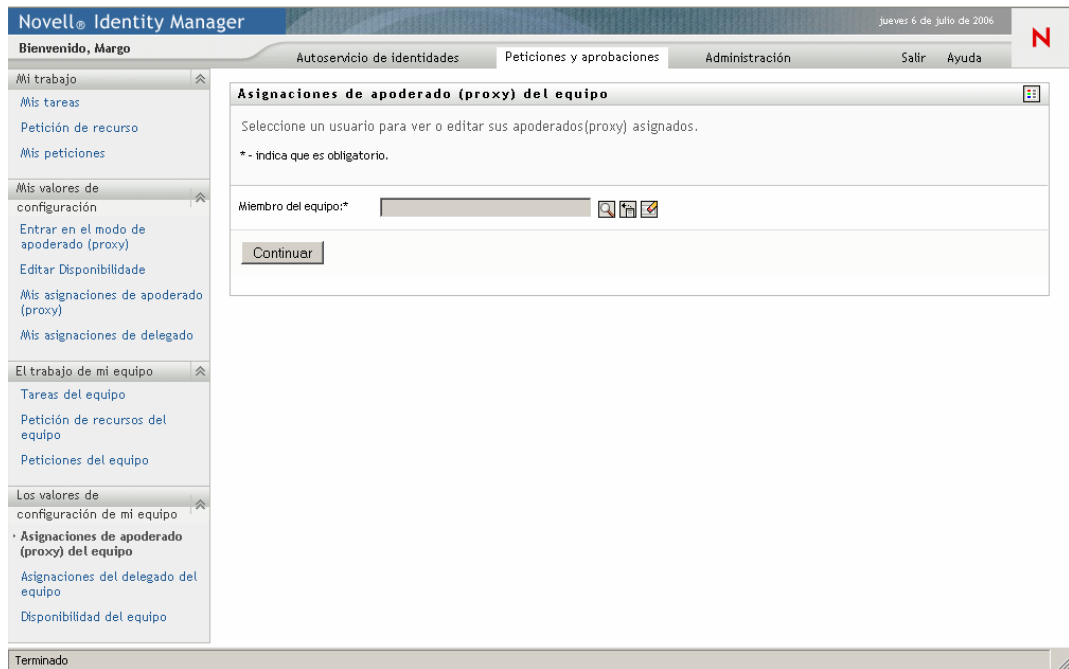 Novell® Identity Manager
jueves 6 de julio de 2006
N
Bienvenido, Margo
Autoservicio de identidades
Peticiones y aprobaciones
Administración
Salir
Ayuda
Mi trabajo
Mis tareas
Petición de recurso
Mis peticiones
Mis valores de
configuración
Entrar en el modo de
apoderado (proxy)
Editar Disponibilidade
Mis asignaciones de apoderado
(proxy)
Mis asignaciones de delegado
El trabajo de mi equipo
Tareas del equipo
Petición de recursos del
equipo
Peticiones del equipo
Los valores de
configuración de mi equipo
Asignaciones de apoderado
(proxy) del equipo
Asignaciones del delegado del
equipo
Disponibilidad del equipo
Asignaciones de apoderado (proxy) del equipo
Seleccione un usuario para ver o editar sus apoderados(proxy) asignados.
* - indica que es obligatorio.
Miembro del equipo:*
Continuar
Terminado